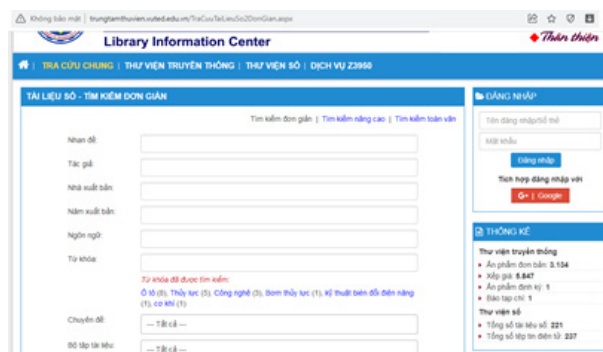 Không bảo mật | trungtamthuvien.vuted.edu.vn/TraCuuTaiLieuSo2DonGian.aspx
Library Information Center
Thân thiện
TRA CỨU CHUNG | THƯ VIỆN TRUYỀN THỐNG | THƯ VIỆN SỐ | DỊCH VỤ Z3950
TÀI LIỆU SỐ - TÌM KIẾM ĐƠN GIẢN
Tìm kiếm đơn giản | Tìm kiếm nâng cao | Tìm kiếm toàn văn
Nhan đề:
Tác giả:
Nhà xuất bản:
Năm xuất bản:
Ngôn ngữ:
Từ khóa:
Từ khóa đã được tìm kiếm:
Ô tô (8), Thủy lực (5), Công nghệ (3), Bơm thủy lực (1), kỹ thuật biến đổi điện năng
(1), cơ khí (1)
Chuyên đề:
--- Tất cả ---
Bộ tập tài liệu:
--- Tất cả ---
ĐĂNG NHẬP
Tên đăng nhập/Số thẻ
Mật khẩu
Đăng nhập
Tích hợp đăng nhập với
G+ | Google
THỐNG KÊ
Thư viện truyền thống
Ấn phẩm đơn bản: 3.134
Xếp giá: 5.847
Ấn phẩm định kỳ: 1
Báo tạp chí: 1
Thư viện số
Tổng số tài liệu số: 221
Tổng số tệp tin điện tử: 237